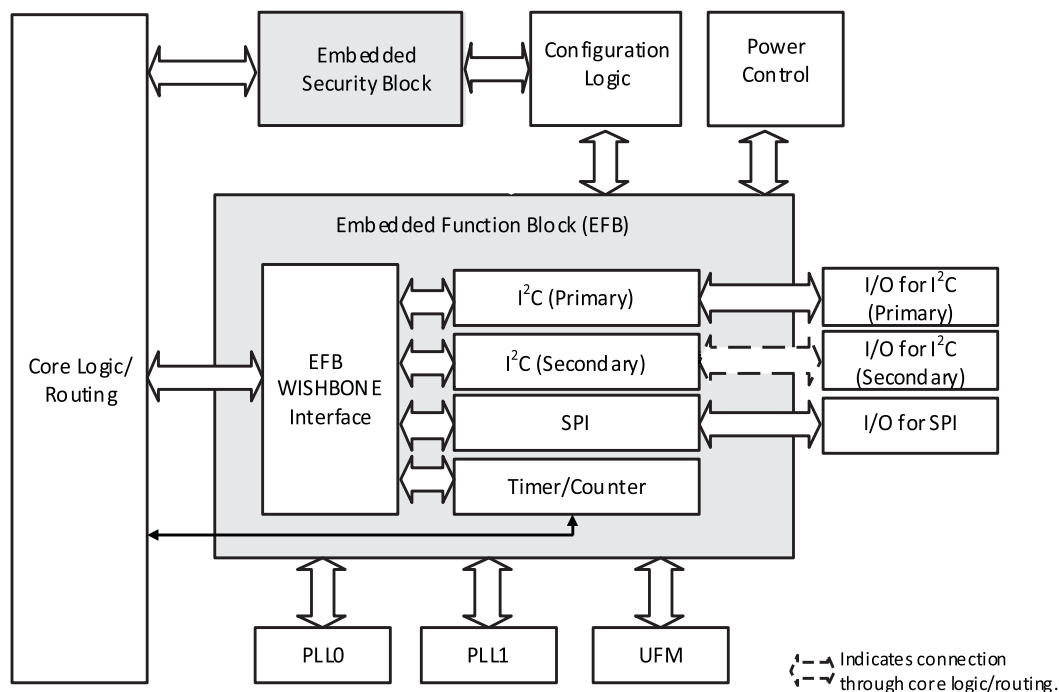 Embedded
Security Block
Configuration
Logic
Power
Control
Embedded Function Block (EFB)
Core Logic/
Routing
EFB
WISHBONE
Interface
I²C (Primary)
I²C (Secondary)
SPI
Timer/Counter
I/O for I²C
(Primary)
I/O for I²C
(Secondary)
I/O for SPI
PLL0
PLL1
UFM
Indicates connection
through core logic/routing.